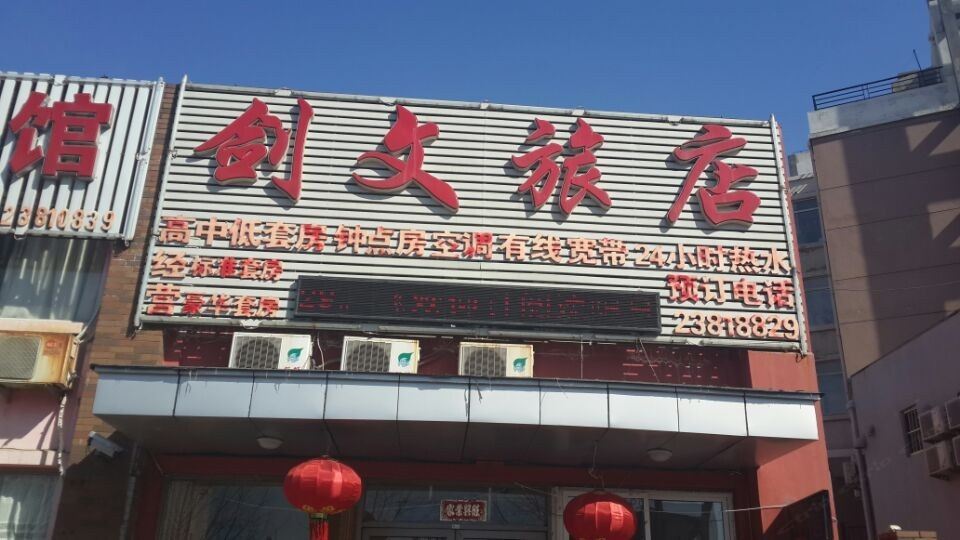 馆
23810839
创文旅店
高中低套房 钟点房 空调 有线宽带 24小时热水
经营
标准套房
豪华套房
预订电话
23818829